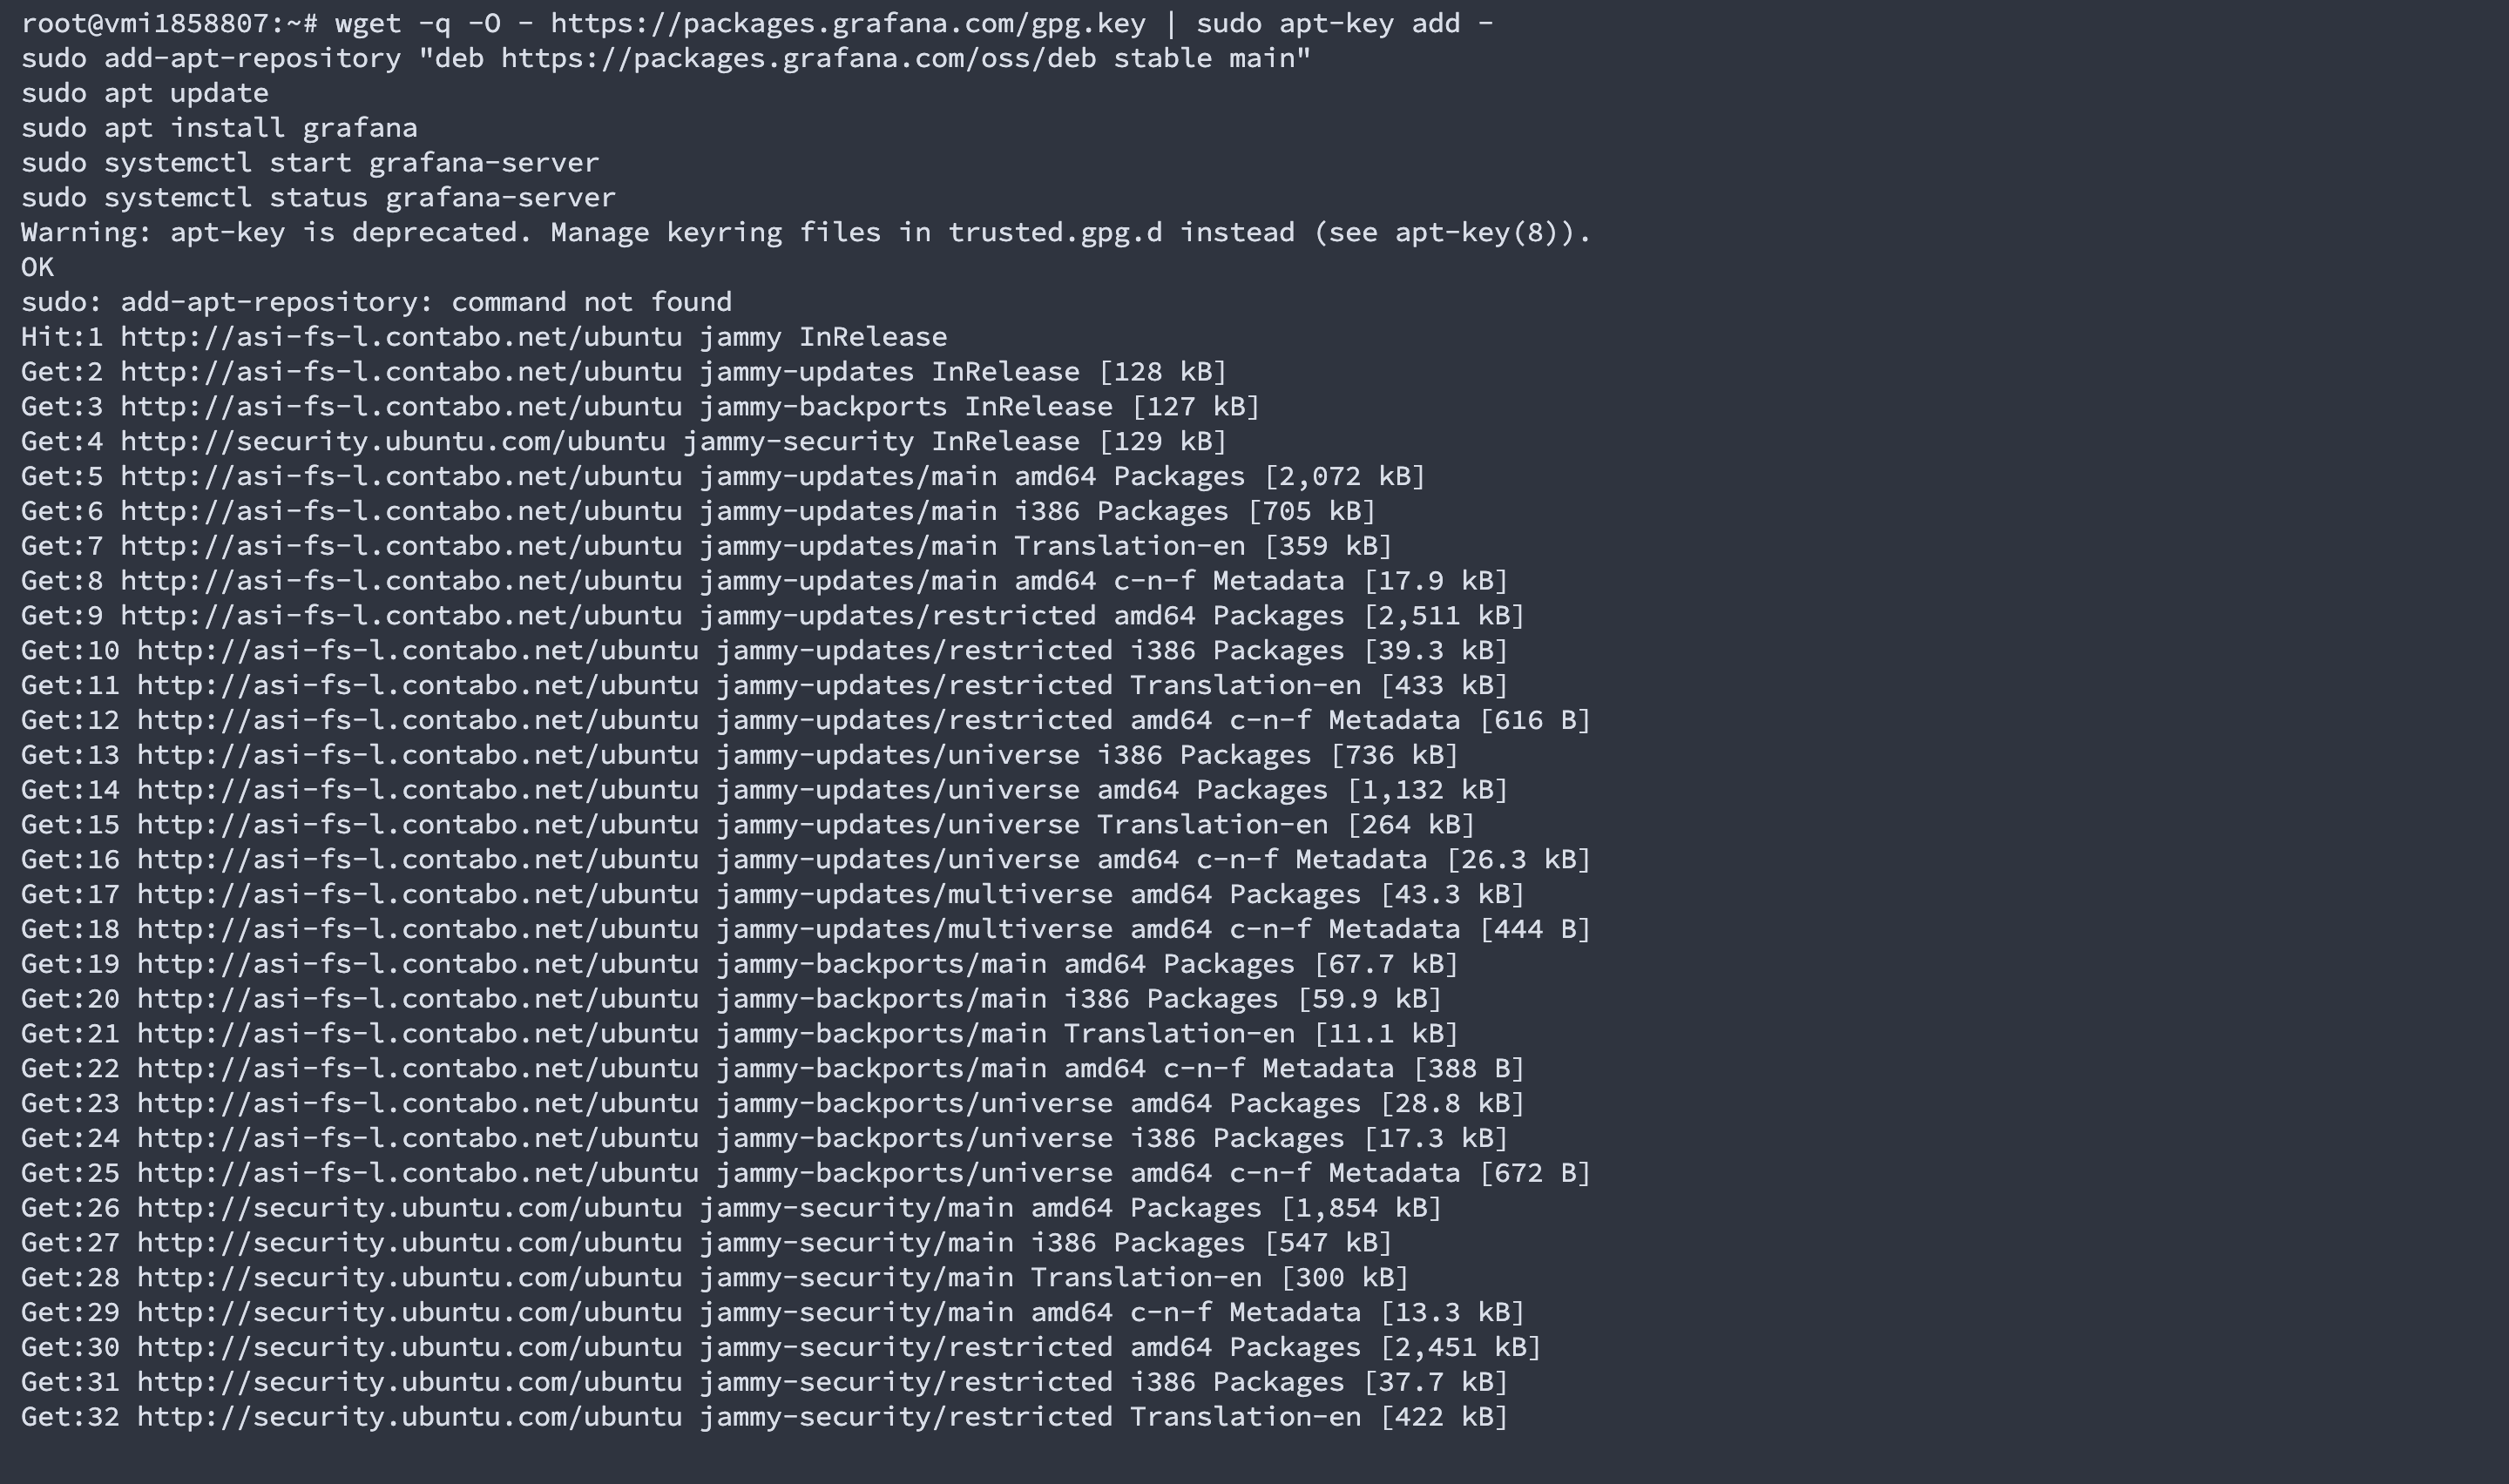 root@vmi1858807:~# wget -q -O - https://packages.grafana.com/gpg.key | sudo apt-key add -
sudo add-apt-repository "deb https://packages.grafana.com/oss/deb stable main"
sudo apt update
sudo apt install grafana
sudo systemctl start grafana-server
sudo systemctl status grafana-server
Warning: apt-key is deprecated. Manage keyring files in trusted.gpg.d instead (see apt-key(8)).
OK
sudo: add-apt-repository: command not found
Hit:1 http://asi-fs-l.contabo.net/ubuntu jammy InRelease
Get:2 http://asi-fs-l.contabo.net/ubuntu jammy-updates InRelease [128 kB]
Get:3 http://asi-fs-l.contabo.net/ubuntu jammy-backports InRelease [127 kB]
Get:4 http://security.ubuntu.com/ubuntu jammy-security InRelease [129 kB]
Get:5 http://asi-fs-l.contabo.net/ubuntu jammy-updates/main amd64 Packages [2,072 kB]
Get:6 http://asi-fs-l.contabo.net/ubuntu jammy-updates/main i386 Packages [705 kB]
Get:7 http://asi-fs-l.contabo.net/ubuntu jammy-updates/main Translation-en [359 kB]
Get:8 http://asi-fs-l.contabo.net/ubuntu jammy-updates/main amd64 c-n-f Metadata [17.9 kB]
Get:9 http://asi-fs-l.contabo.net/ubuntu jammy-updates/restricted amd64 Packages [2,511 kB]
Get:10 http://asi-fs-l.contabo.net/ubuntu jammy-updates/restricted i386 Packages [39.3 kB]
Get:11 http://asi-fs-l.contabo.net/ubuntu jammy-updates/restricted Translation-en [433 kB]
Get:12 http://asi-fs-l.contabo.net/ubuntu jammy-updates/restricted amd64 c-n-f Metadata [616 B]
Get:13 http://asi-fs-l.contabo.net/ubuntu jammy-updates/universe i386 Packages [736 kB]
Get:14 http://asi-fs-l.contabo.net/ubuntu jammy-updates/universe amd64 Packages [1,132 kB]
Get:15 http://asi-fs-l.contabo.net/ubuntu jammy-updates/universe Translation-en [264 kB]
Get:16 http://asi-fs-l.contabo.net/ubuntu jammy-updates/universe amd64 c-n-f Metadata [26.3 kB]
Get:17 http://asi-fs-l.contabo.net/ubuntu jammy-updates/multiverse amd64 Packages [43.3 kB]
Get:18 http://asi-fs-l.contabo.net/ubuntu jammy-updates/multiverse amd64 c-n-f Metadata [444 B]
Get:19 http://asi-fs-l.contabo.net/ubuntu jammy-backports/main amd64 Packages [67.7 kB]
Get:20 http://asi-fs-l.contabo.net/ubuntu jammy-backports/main i386 Packages [59.9 kB]
Get:21 http://asi-fs-l.contabo.net/ubuntu jammy-backports/main Translation-en [11.1 kB]
Get:22 http://asi-fs-l.contabo.net/ubuntu jammy-backports/main amd64 c-n-f Metadata [388 B]
Get:23 http://asi-fs-l.contabo.net/ubuntu jammy-backports/universe amd64 Packages [28.8 kB]
Get:24 http://asi-fs-l.contabo.net/ubuntu jammy-backports/universe i386 Packages [17.3 kB]
Get:25 http://asi-fs-l.contabo.net/ubuntu jammy-backports/universe amd64 c-n-f Metadata [672 B]
Get:26 http://security.ubuntu.com/ubuntu jammy-security/main amd64 Packages [1,854 kB]
Get:27 http://security.ubuntu.com/ubuntu jammy-security/main i386 Packages [547 kB]
Get:28 http://security.ubuntu.com/ubuntu jammy-security/main Translation-en [300 kB]
Get:29 http://security.ubuntu.com/ubuntu jammy-security/main amd64 c-n-f Metadata [13.3 kB]
Get:30 http://security.ubuntu.com/ubuntu jammy-security/restricted amd64 Packages [2,451 kB]
Get:31 http://security.ubuntu.com/ubuntu jammy-security/restricted i386 Packages [37.7 kB]
Get:32 http://security.ubuntu.com/ubuntu jammy-security/restricted Translation-en [422 kB]